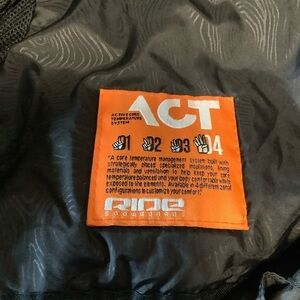 ACT
ACTIVE CORE
TEMPERATURE
SYSTEM
1 2 3 4
"A core temperature management system built with
strategically placed specialized insulations, lining
materials and ventilation to help keep your core
temperature balanced and your body comfortable while
exposed to the elements. Available in 4 different zonal
configurations to customize your comfort."
RIDE
SNOWBOARDS